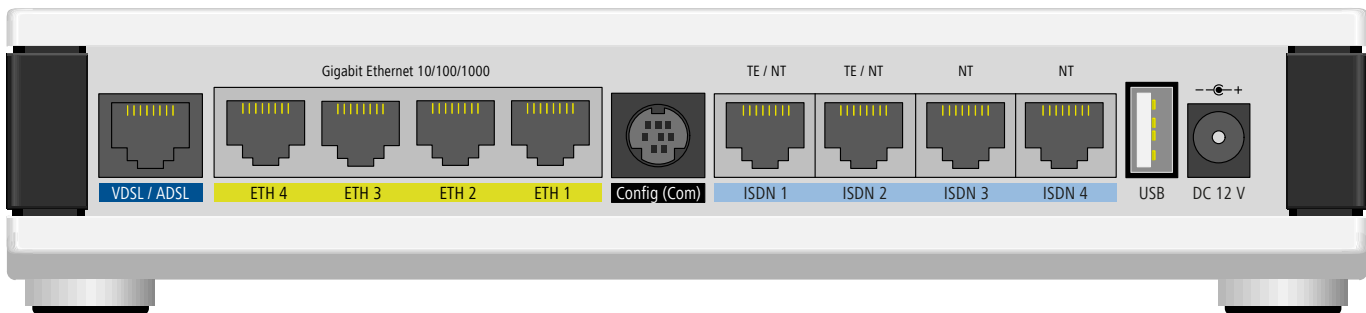 Gigabit Ethernet 10/100/1000
TE / NT
TE / NT
NT
NT
VDSL / ADSL
ETH 4
ETH 3
ETH 2
ETH 1
Config (Com)
ISDN 1
ISDN 2
ISDN 3
ISDN 4
USB
DC 12 V